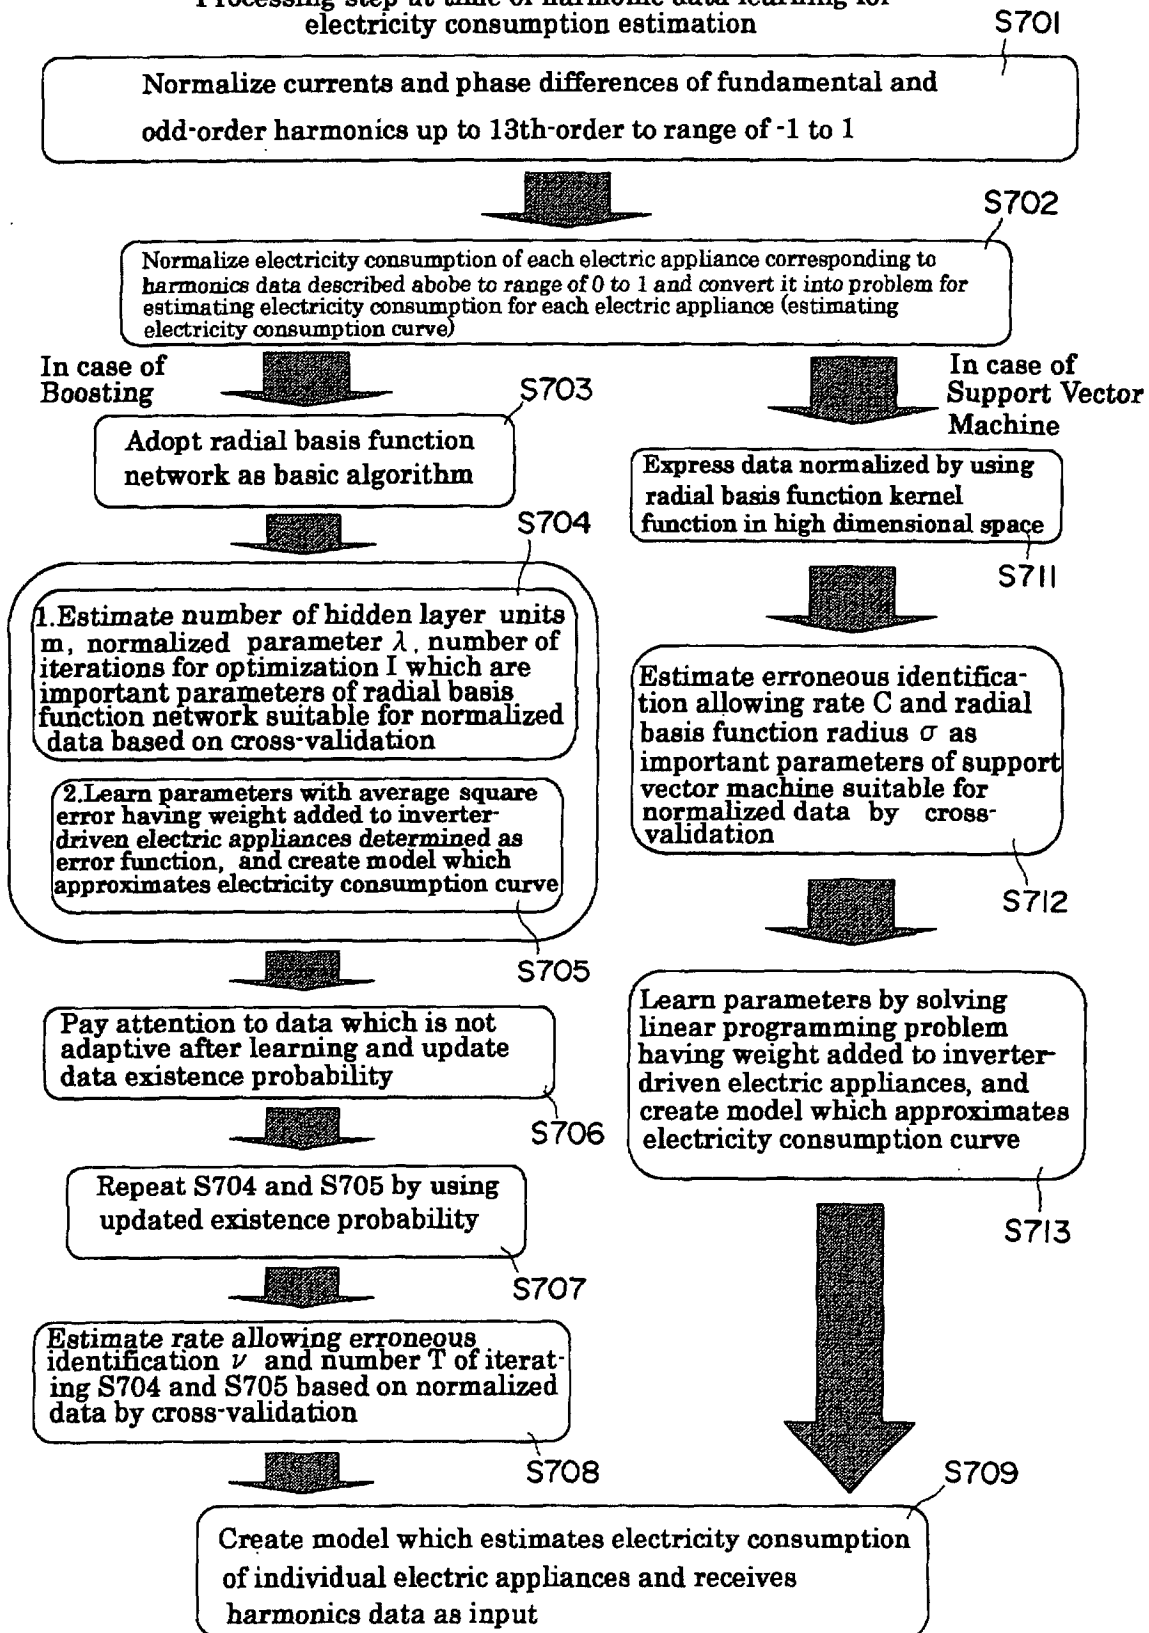 Processing step at time of harmonic data learning for
electricity consumption estimation
S701
Normalize currents and phase differences of fundamental and
odd-order harmonics up to 13th-order to range of -1 to 1
S702
Normalize electricity consumption of each electric appliance corresponding to
harmonics data described abobe to range of 0 to 1 and convert it into problem for
estimating electricity consumption for each electric appliance (estimating
electricity consumption curve)
In case of
Boosting
S703
Adopt radial basis function
network as basic algorithm
S704
1.Estimate number of hidden layer units
m, normalized parameter λ, number of
iterations for optimization I which are
important parameters of radial basis
function network suitable for normalized
data based on cross-validation
2.Learn parameters with average square
error having weight added to inverter-
driven electric appliances determined as
error function, and create model which
approximates electricity consumption curve
S705
Pay attention to data which is not
adaptive after learning and update
data existence probability
S706
Repeat S704 and S705 by using
updated existence probability
S707
Estimate rate allowing erroneous
identification ν and number T of iterat-
ing S704 and S705 based on normalized
data by cross-validation
S708
In case of
Support Vector
Machine
Express data normalized by using
radial basis function kernel
function in high dimensional space
S711
Estimate erroneous identifica-
tion allowing rate C and radial
basis function radius σ as
important parameters of support
vector machine suitable for
normalized data by cross-
validation
S712
Learn parameters by solving
linear programming problem
having weight added to inverter-
driven electric appliances, and
create model which approximates
electricity consumption curve
S713
S709
Create model which estimates electricity consumption
of individual electric appliances and receives
harmonics data as input